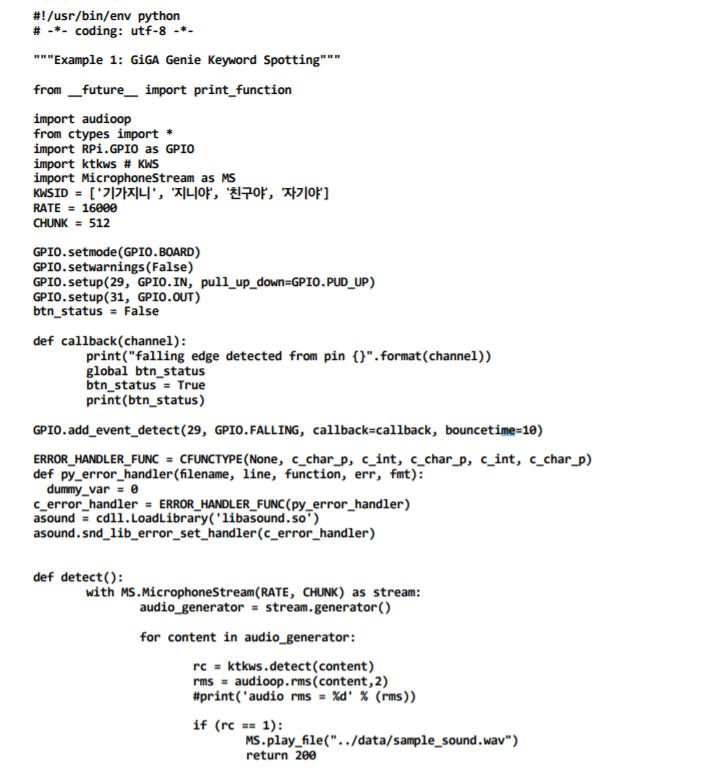 #!/usr/bin/env python
# -*- coding: utf-8 -*-
"""Example 1: GiGA Genie Keyword Spotting"""
from __future__ import print_function
import audioop
from ctypes import *
import RPi.GPIO as GPIO
import ktkws # KWS
import MicrophoneStream as MS
KWSID = ['기가지니', '지니야', '친구야', '자기야']
RATE = 16000
CHUNK = 512
GPIO.setmode(GPIO.BOARD)
GPIO.setwarnings(False)
GPIO.setup(29, GPIO.IN, pull_up_down=GPIO.PUD_UP)
GPIO.setup(31, GPIO.OUT)
btn_status = False
def callback(channel):
        print("falling edge detected from pin {}".format(channel))
        global btn_status
        btn_status = True
        print(btn_status)
GPIO.add_event_detect(29, GPIO.FALLING, callback=callback, bouncetime=10)
ERROR_HANDLER_FUNC = CFUNCTYPE(None, c_char_p, c_int, c_char_p, c_int, c_char_p)
def py_error_handler(filename, line, function, err, fmt):
  dummy_var = 0
c_error_handler = ERROR_HANDLER_FUNC(py_error_handler)
asound = cdll.LoadLibrary('libasound.so')
asound.snd_lib_error_set_handler(c_error_handler)
def detect():
        with MS.MicrophoneStream(RATE, CHUNK) as stream:
                audio_generator = stream.generator()
                for content in audio_generator:
                        rc = ktkws.detect(content)
                        rms = audioop.rms(content,2)
                        #print('audio rms = %d' % (rms))
                        if (rc == 1):
                                MS.play_file("../data/sample_sound.wav")
                                return 200